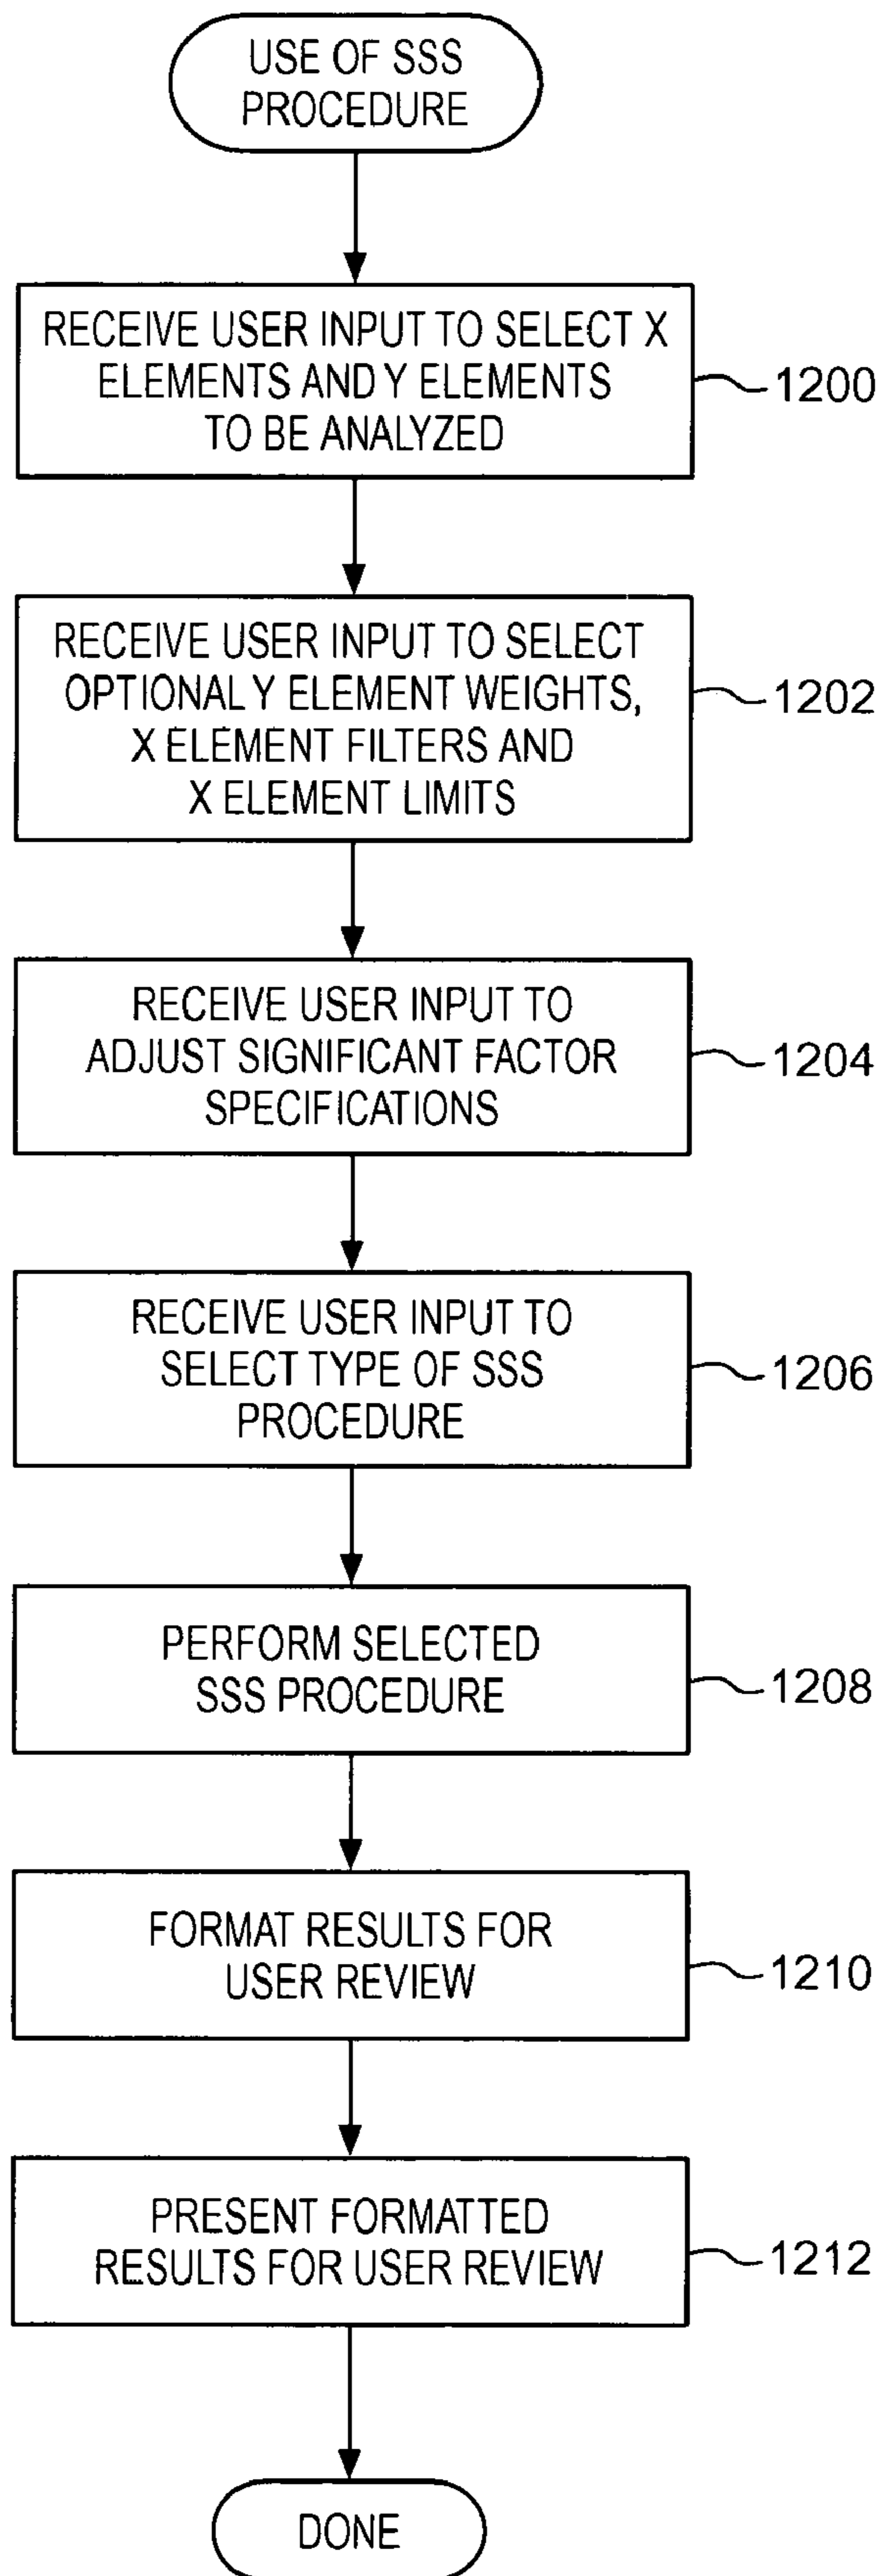 USE OF SSS
PROCEDURE
RECEIVE USER INPUT TO SELECT X
ELEMENTS AND Y ELEMENTS
TO BE ANALYZED
1200
RECEIVE USER INPUT TO SELECT
OPTIONAL Y ELEMENT WEIGHTS,
X ELEMENT FILTERS AND
X ELEMENT LIMITS
1202
RECEIVE USER INPUT TO
ADJUST SIGNIFICANT FACTOR
SPECIFICATIONS
1204
RECEIVE USER INPUT TO
SELECT TYPE OF SSS
PROCEDURE
1206
PERFORM SELECTED
SSS PROCEDURE
1208
FORMAT RESULTS FOR
USER REVIEW
1210
PRESENT FORMATTED
RESULTS FOR USER REVIEW
1212
DONE